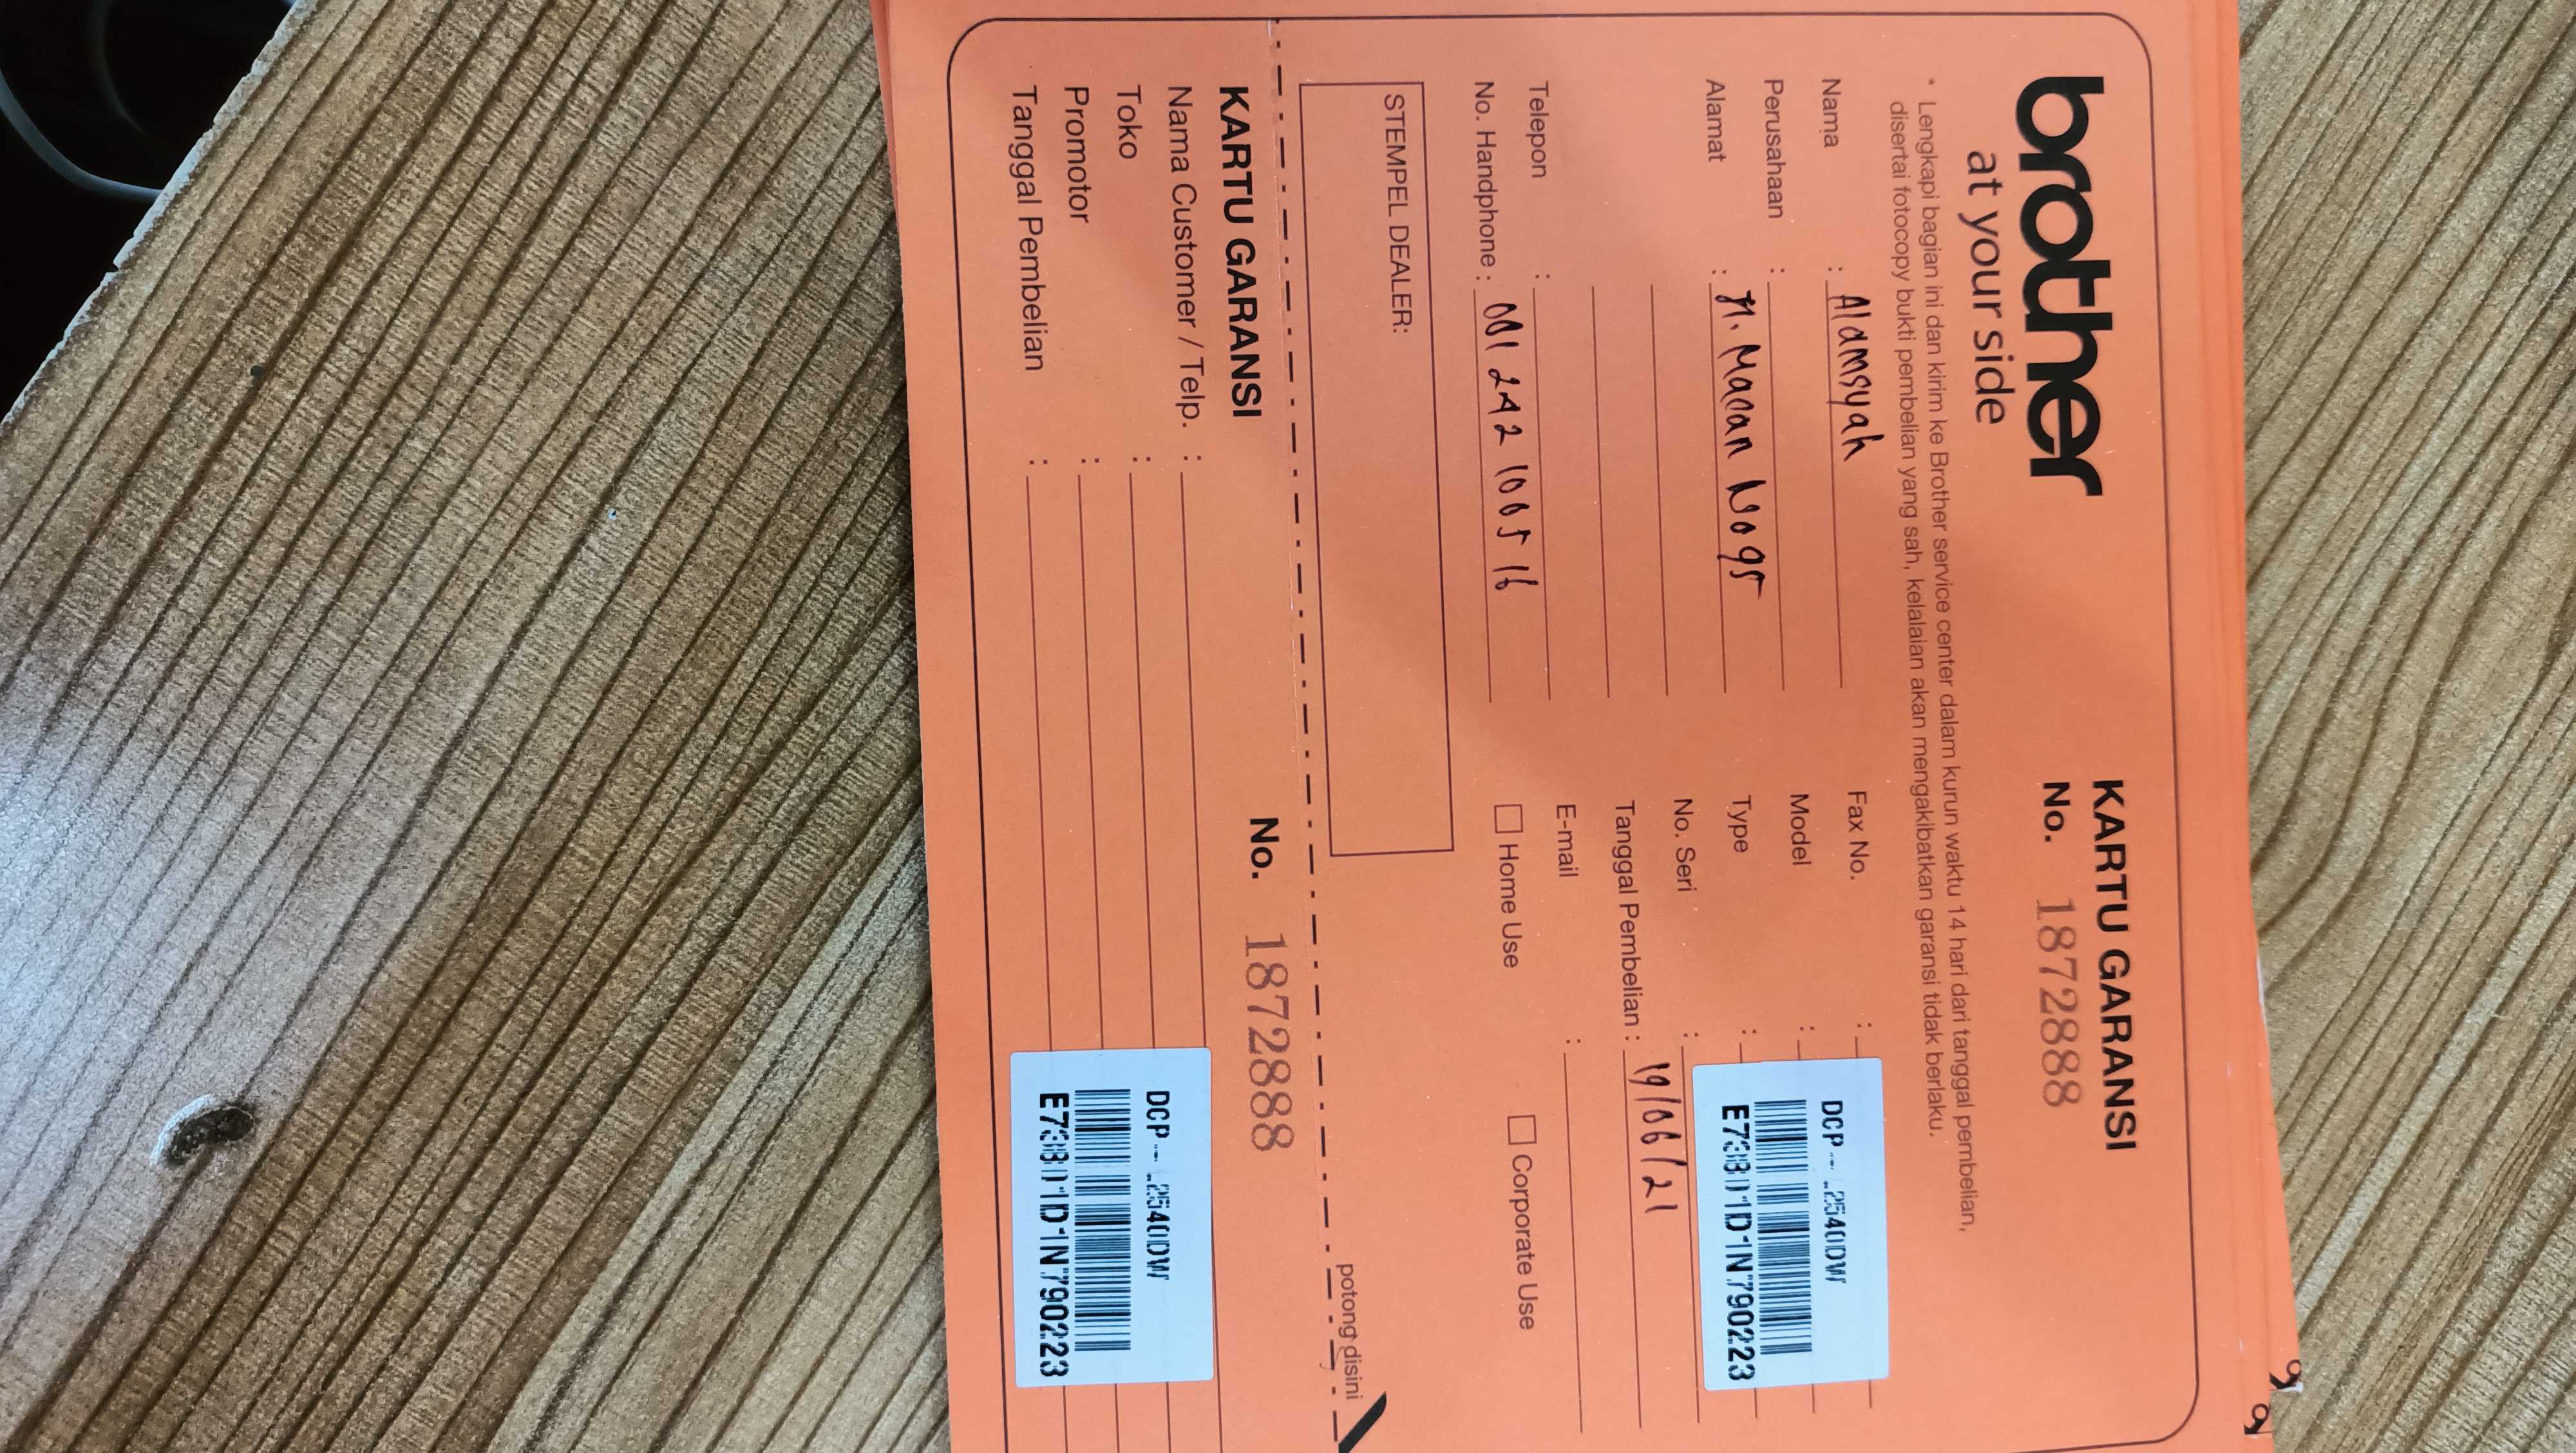 brother
at your side
KARTU GARANSI
No. 1872888
* Lengkapi bagian ini dan kirim ke Brother service center dalam kurun waktu 14 hari dari tanggal pembelian,
disertai fotocopy bukti pembelian yang sah, kelalaian akan mengakibatkan garansi tidak berlaku.
Nama : Alamsyah
Perusahaan :
Alamat : Jl. Macan No 95
Telepon :
No. Handphone : 081 242 1005 16
Fax No. :
Model :
Type :
No. Seri :
DCP-L2540DW
E73801D1N790223
Tanggal Pembelian : 19/06/21
E-mail :
Home Use
Corporate Use
STEMPEL DEALER:
potong disini
KARTU GARANSI
No. 1872888
Nama Customer / Telp. :
Toko :
Promotor :
Tanggal Pembelian :
DCP-L2540DW
E73801D1N790223